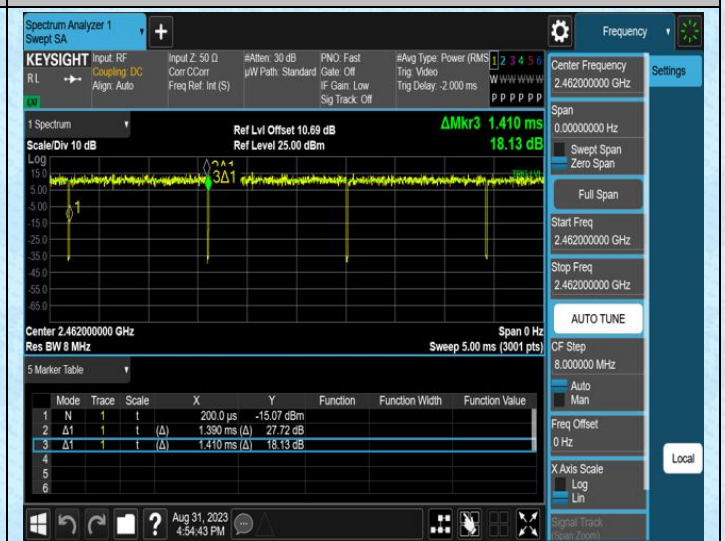 Spectrum Analyzer 1
Swept SA
+
Frequency
KEYSIGHT
RL
LXI
Input: RF
Coupling: DC
Align: Auto
Input Z: 50 Ω
Corr CCorr
Freq Ref: Int (S)
#Atten: 30 dB
µW Path: Standard
PNO: Fast
Gate: Off
IF Gain: Low
Sig Track: Off
#Avg Type: Power (RMS
Trig: Video
Trig Delay: -2.000 ms
1 2 3 4 5 6
W W W W W W
P P P P P P
Center Frequency
2.462000000 GHz
Settings
1 Spectrum
Scale/Div 10 dB
Ref Lvl Offset 10.69 dB
Ref Level 25.00 dBm
ΔMkr3 1.410 ms
18.13 dB
Span
0.00000000 Hz
Swept Span
Zero Span
Full Span
Log
15.0
5.00
-5.00
-15.0
-25.0
-35.0
-45.0
-55.0
-65.0
2Δ1
3Δ1
1
TRIG LVL
Start Freq
2.462000000 GHz
Stop Freq
2.462000000 GHz
AUTO TUNE
Center 2.462000000 GHz
Res BW 8 MHz
Span 0 Hz
Sweep 5.00 ms (3001 pts)
CF Step
8.000000 MHz
Auto
Man
5 Marker Table
Mode Trace Scale X Y Function Function Width Function Value
1 N 1 t 200.0 µs -15.07 dBm
2 Δ1 1 t (Δ) 1.390 ms (Δ) 27.72 dB
3 Δ1 1 t (Δ) 1.410 ms (Δ) 18.13 dB
4
5
6
Freq Offset
0 Hz
X Axis Scale
Log
Lin
Local
Signal Track
(Span Zoom)
?
Aug 31, 2023
4:54:43 PM